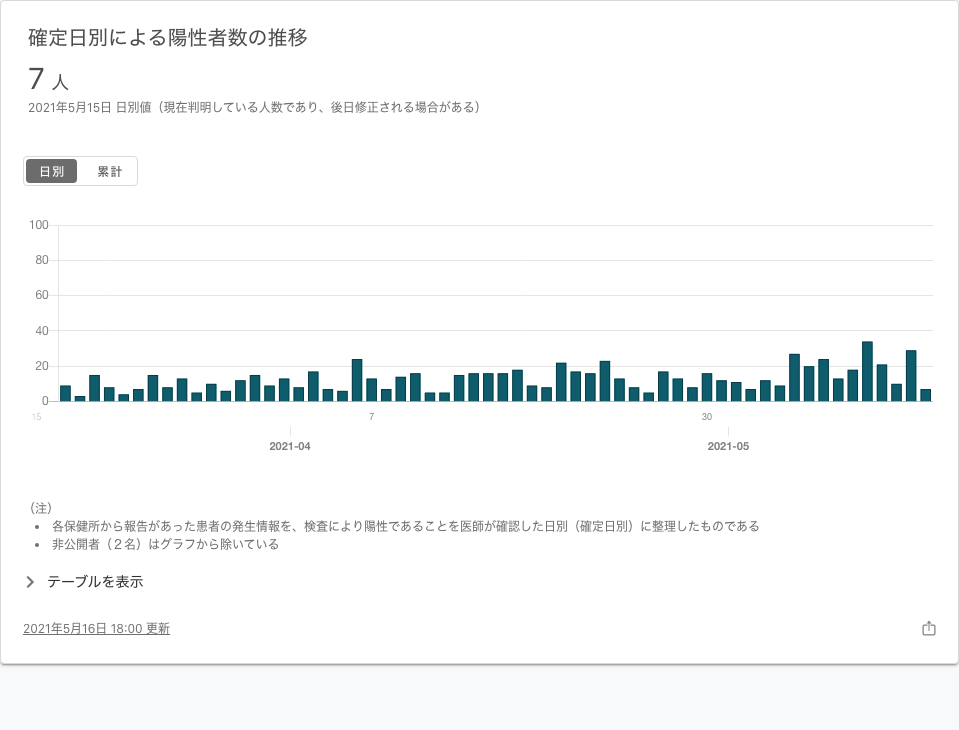 確定日別による陽性者数の推移
7 人
2021年5月15日 日別値（現在判明している人数であり、後日修正される場合がある）
日別 累計
100
80
60
40
20
0
15 7 30
2021-04 2021-05
（注）
• 各保健所から報告があった患者の発生情報を、検査により陽性であることを医師が確認した日別（確定日別）に整理したものである
• 非公開者（２名）はグラフから除いている
テーブルを表示
2021年5月16日 18:00 更新